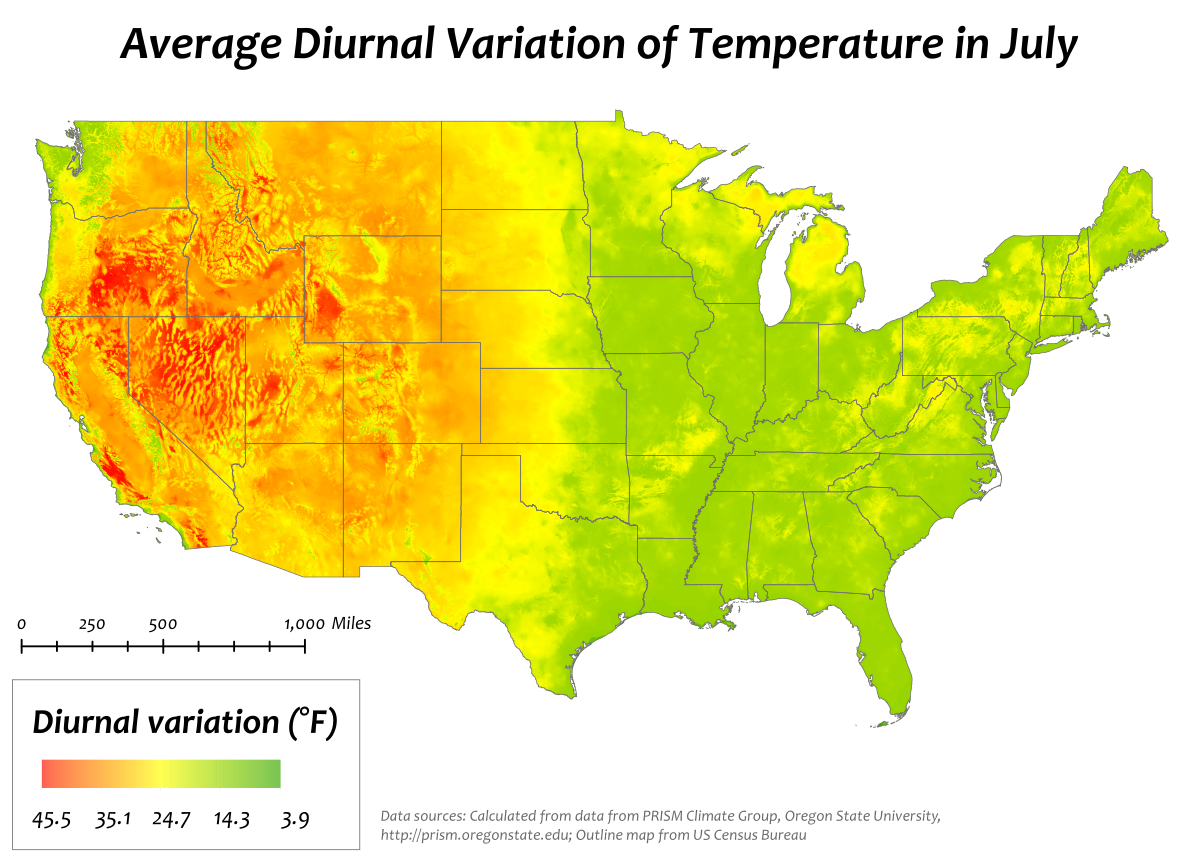 Average Diurnal Variation of Temperature in July
0 250 500 1,000 Miles
Diurnal variation (°F)
45.5 35.1 24.7 14.3 3.9
Data sources: Calculated from data from PRISM Climate Group, Oregon State University,
http://prism.oregonstate.edu; Outline map from US Census Bureau